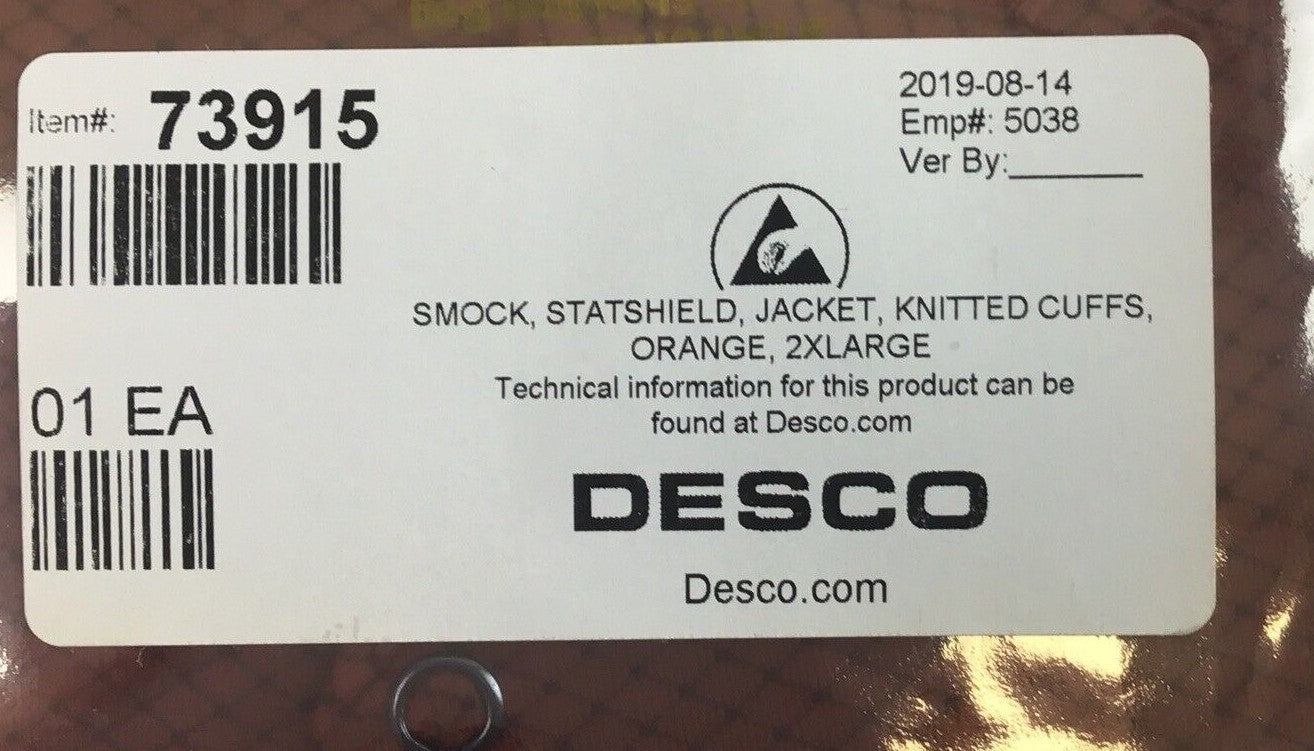 Item#: 73915
2019-08-14
Emp#: 5038
Ver By:_______
SMOCK, STATSHIELD, JACKET, KNITTED CUFFS,
ORANGE, 2XLARGE
Technical information for this product can be
found at Desco.com
01 EA
DESCO
Desco.com